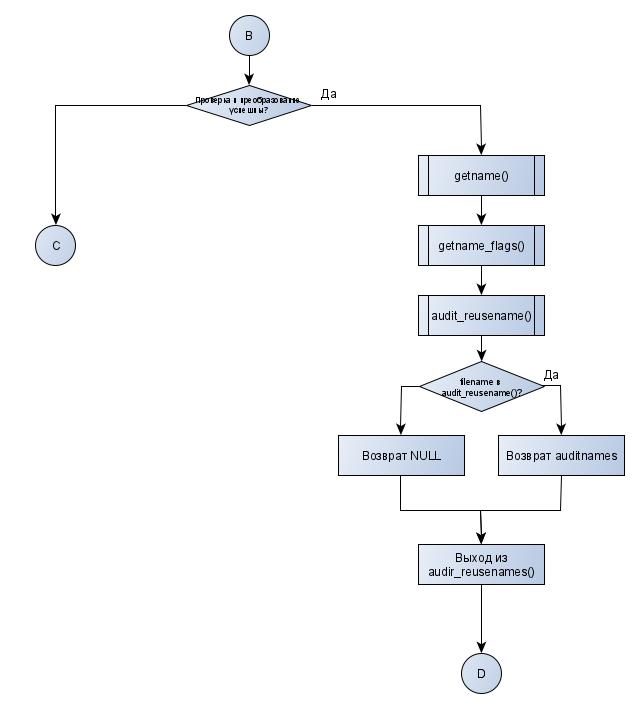 B
Да
Проверка и преобразование
успешны?
getname()
C
getname_flags()
audit_reusename()
Да
filename в
audit_reusename()?
Возврат NULL
Возврат auditnames
Выход из
audir_reusenames()
D